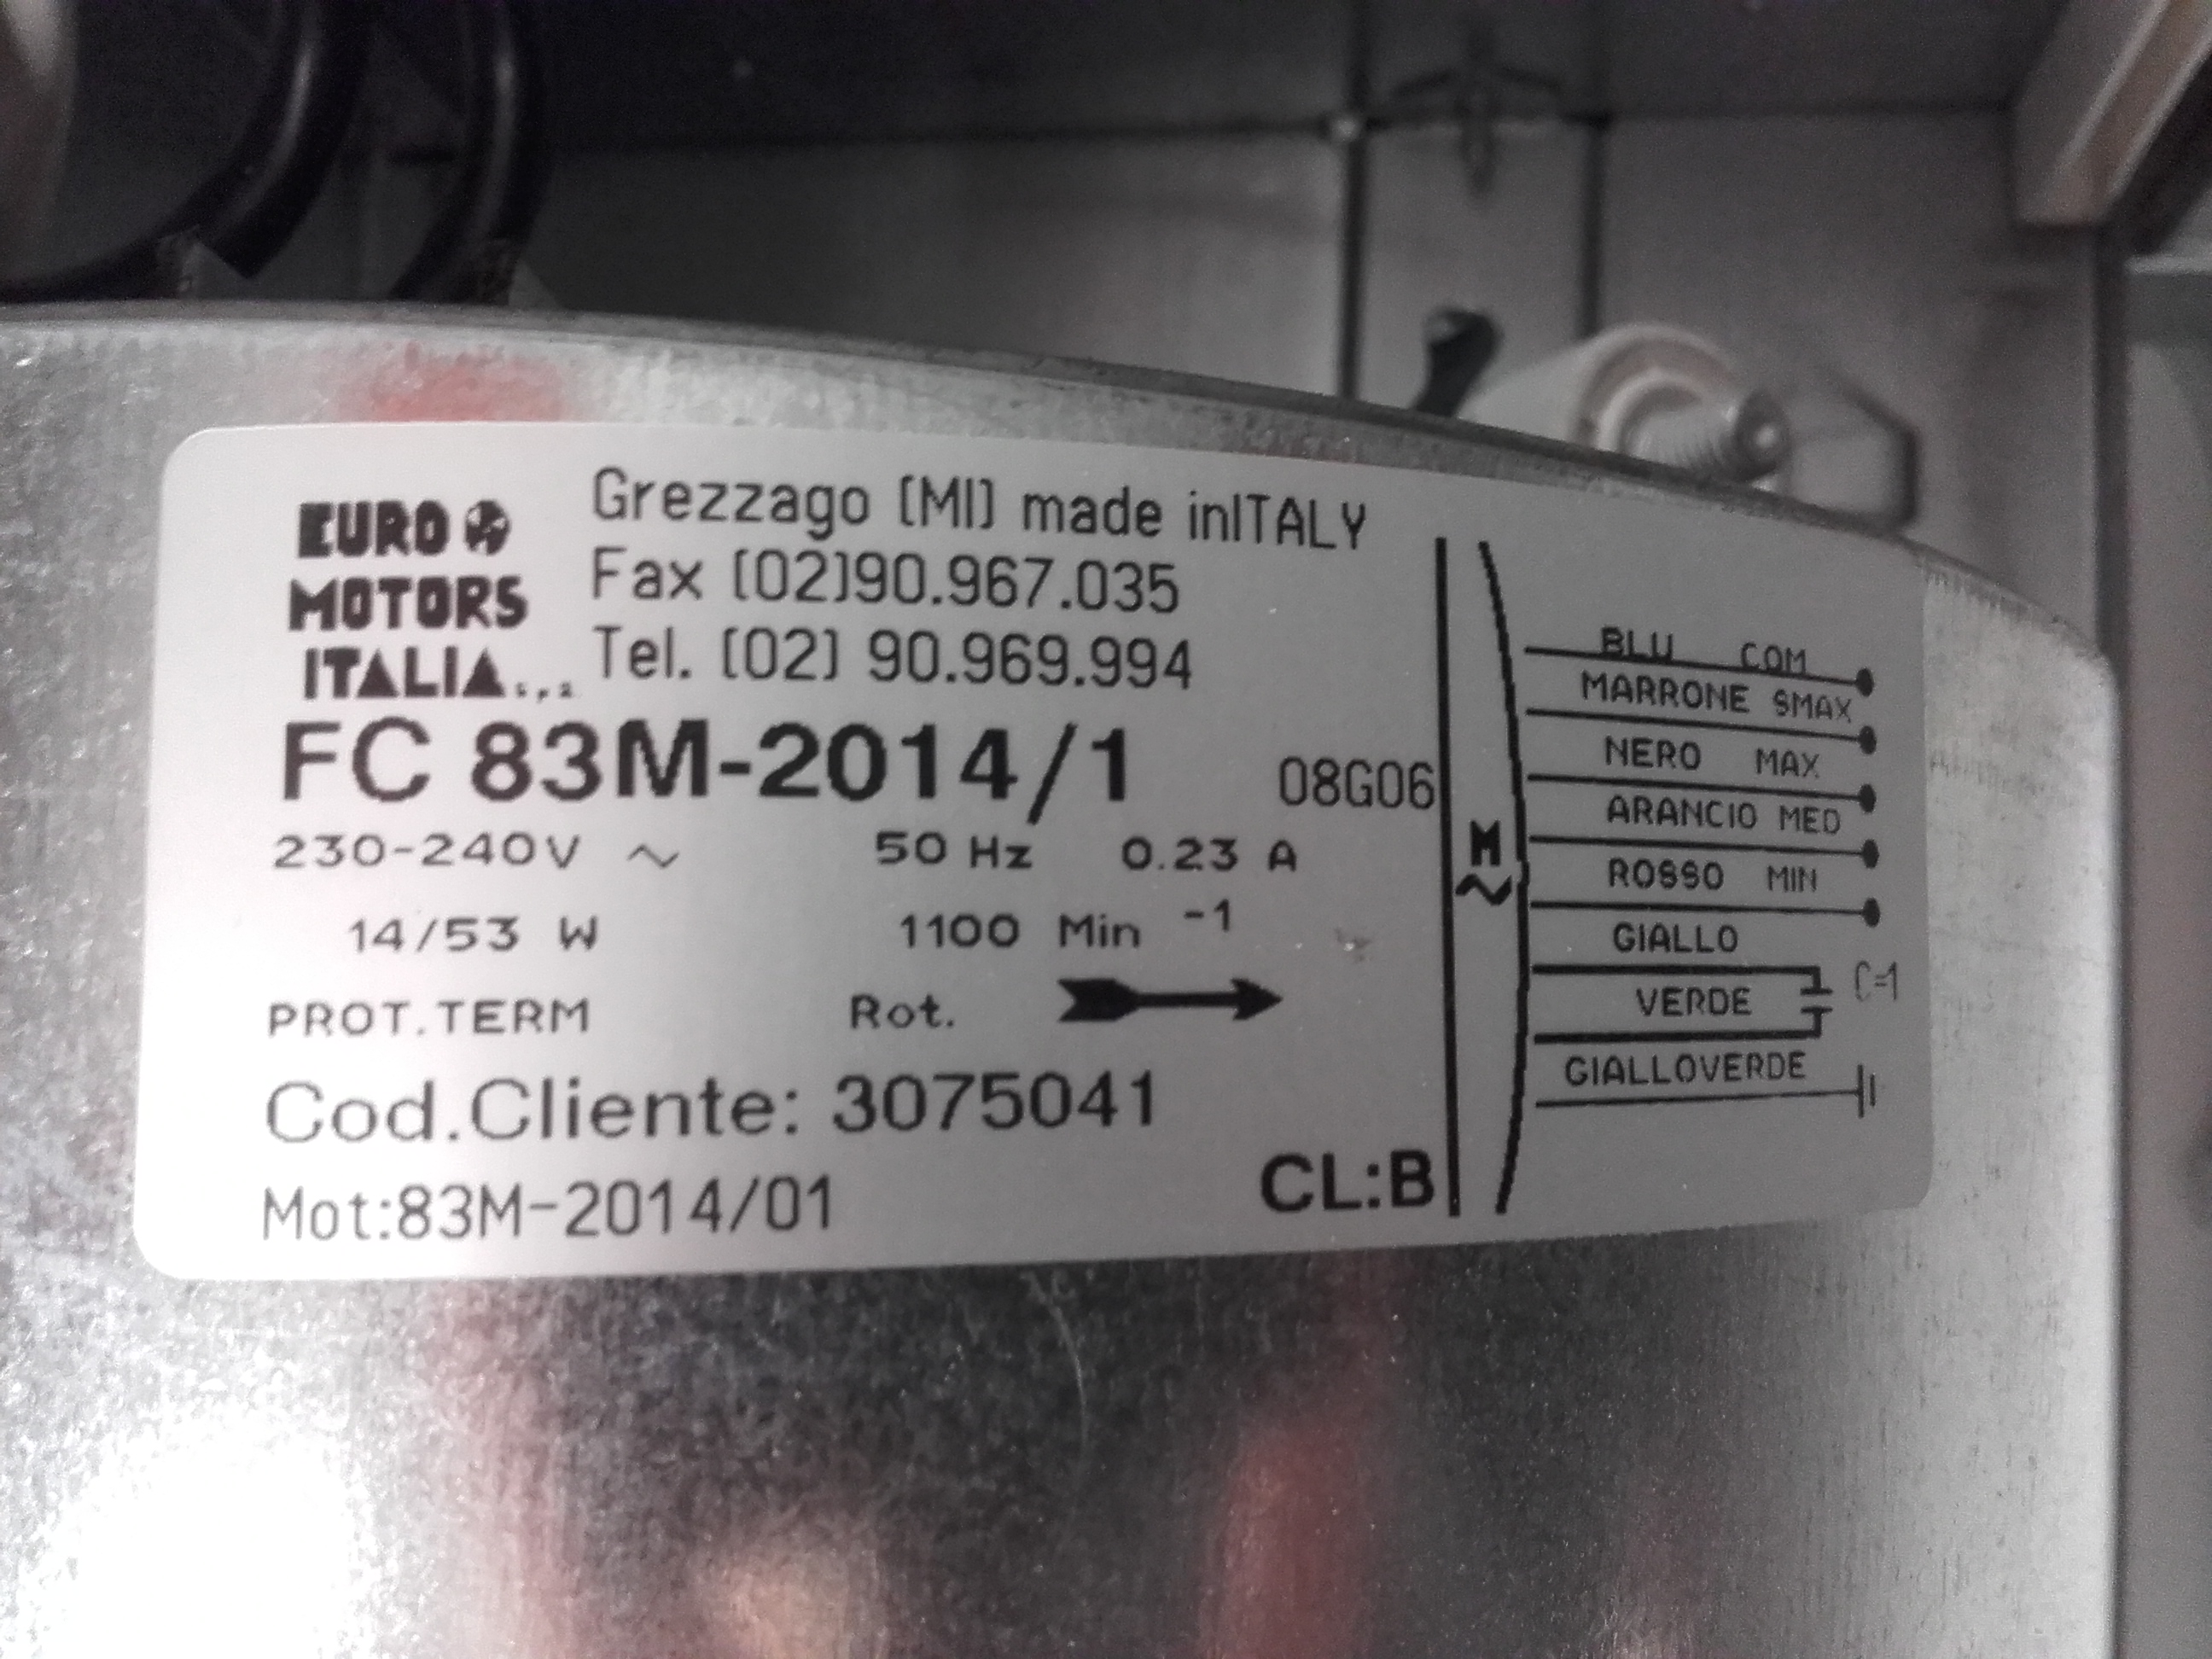 EURO
MOTORS
ITALIA
Grezzago (MI) made inITALY
Fax (02)90.967.035
Tel. (02) 90.969.994
FC 83M-2014/1
08G06
230-240V ~ 50 Hz 0.23 A
14/53 W 1100 Min -1
PROT.TERM Rot.
Cod.Cliente: 3075041
Mot:83M-2014/01
CL:B
M
~
BLU COM
MARRONE SMAX
NERO MAX
ARANCIO MED
ROSSO MIN
GIALLO
C=1
VERDE
GIALLOVERDE